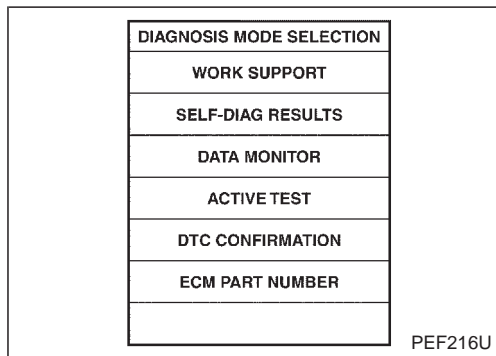 DIAGNOSIS MODE SELECTION
WORK SUPPORT
SELF-DIAG RESULTS
DATA MONITOR
ACTIVE TEST
DTC CONFIRMATION
ECM PART NUMBER
PEF216U